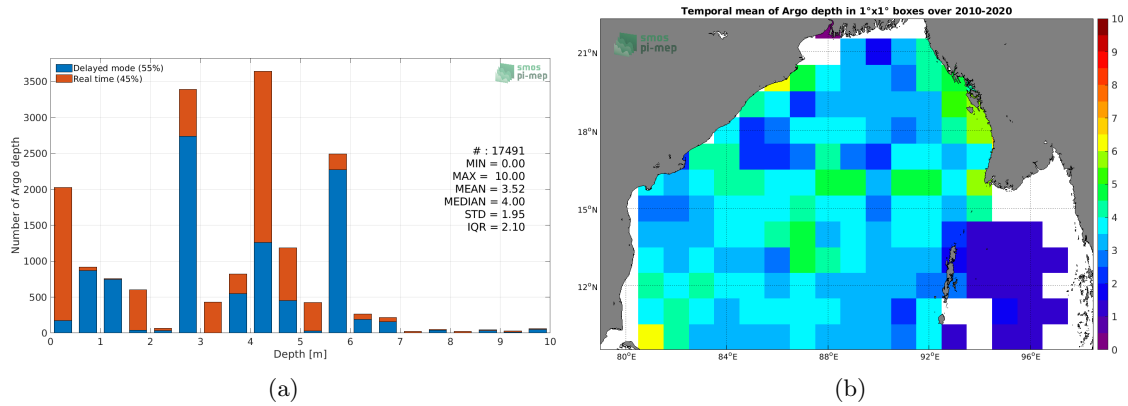 Delayed mode (55%)
Real time (45%)
smos
pi-mep
Number of Argo depth
3500
3000
2500
2000
1500
1000
500
0
# : 17491
MIN = 0.00
MAX = 10.00
MEAN = 3.52
MEDIAN = 4.00
STD = 1.95
IQR = 2.10
0 1 2 3 4 5 6 7 8 9 10
Depth [m]
(a)
Temporal mean of Argo depth in 1°x1° boxes over 2010-2020
smos
pi-mep
21°N
18°N
15°N
12°N
80°E 84°E 88°E 92°E 96°E
10
9
8
7
6
5
4
3
2
1
0
(b)